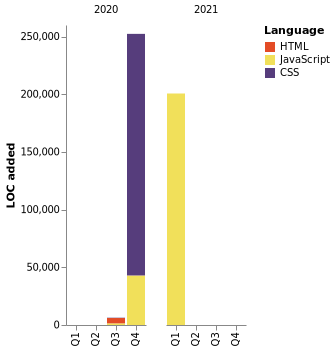 2020 2021
Language
HTML
JavaScript
CSS
LOC added
250,000
200,000
150,000
100,000
50,000
0
Q1 Q2 Q3 Q4 Q1 Q2 Q3 Q4